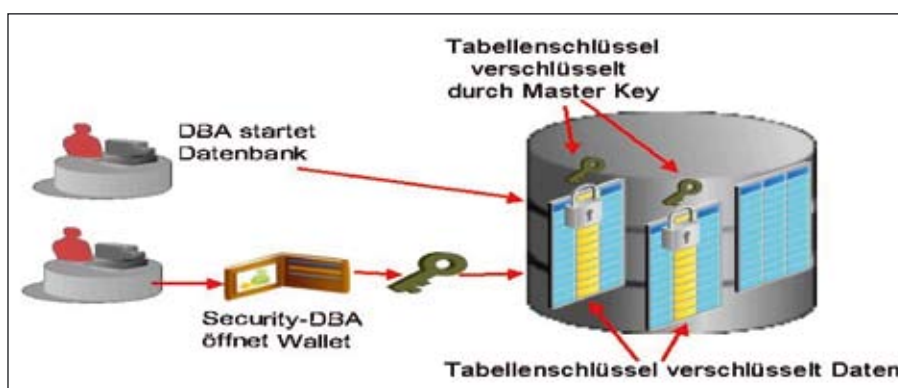 Tabellenschlüssel
verschlüsselt
durch Master Key
DBA startet
Datenbank
Security-DBA
öffnet Wallet
Tabellenschlüssel verschlüsselt Daten